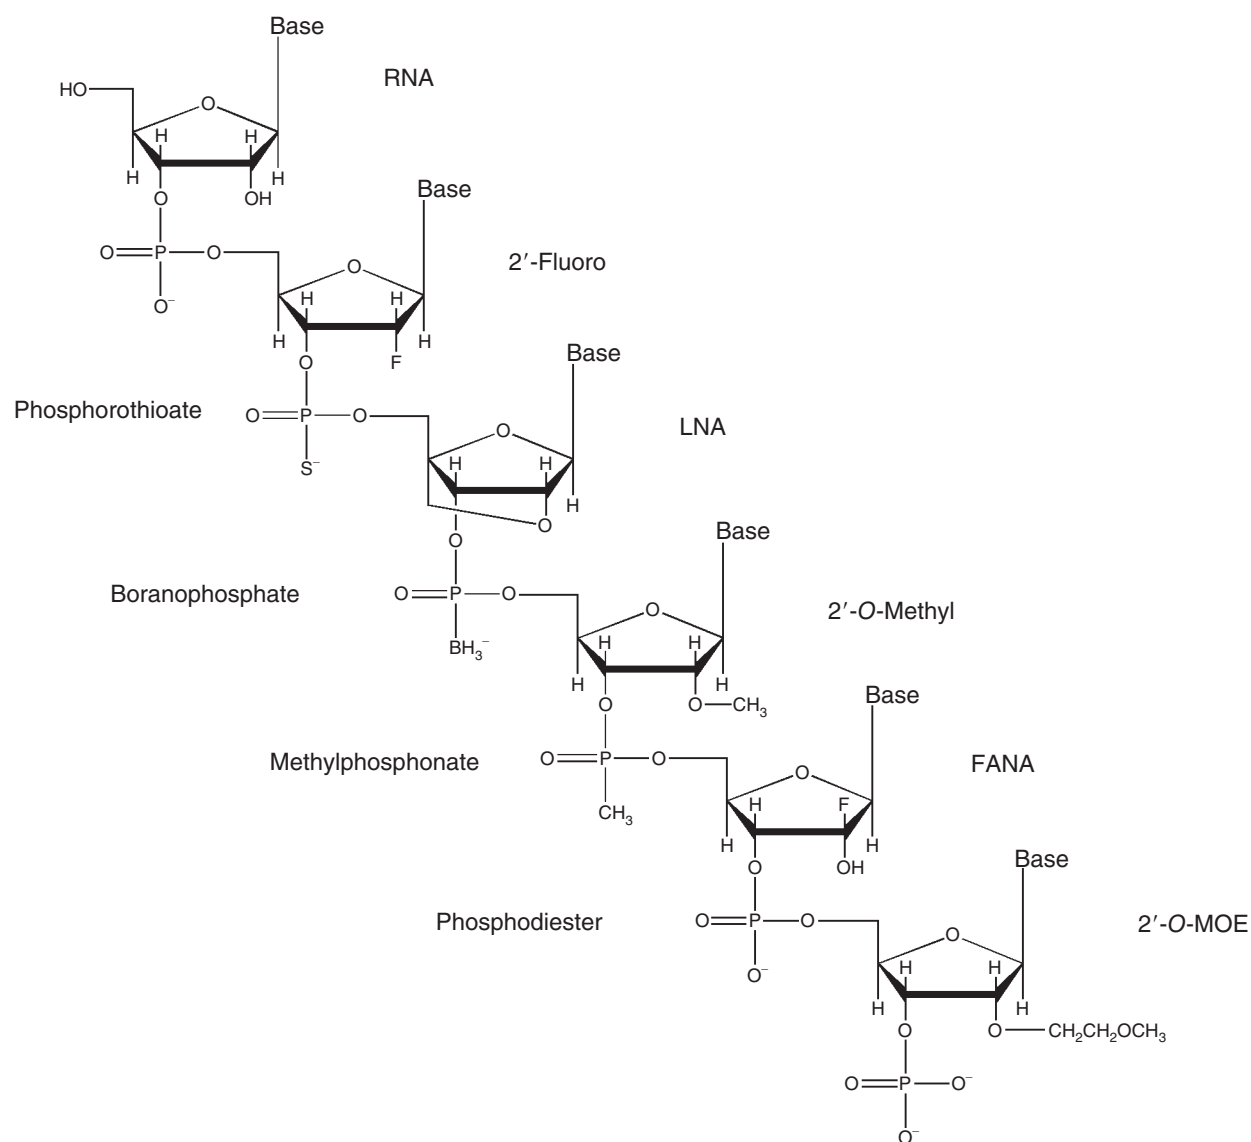 Base
RNA
HO
O
H
H
H
H
O
OH
Base
O=P—O
2′-Fluoro
O
O⁻
H
H
H
H
O
F
Base
Phosphorothioate
O=P—O
LNA
O
S⁻
H
H
H
O
O
Base
Boranophosphate
O=P—O
2′-O-Methyl
O
BH₃⁻
H
H
H
H
O
O—CH₃
Base
Methylphosphonate
O=P—O
FANA
O
CH₃
H
F
H
H
O
OH
Base
Phosphodiester
O=P—O
2′-O-MOE
O
O⁻
H
H
H
H
O
O—CH₂CH₂OCH₃
O=P—O⁻
O⁻